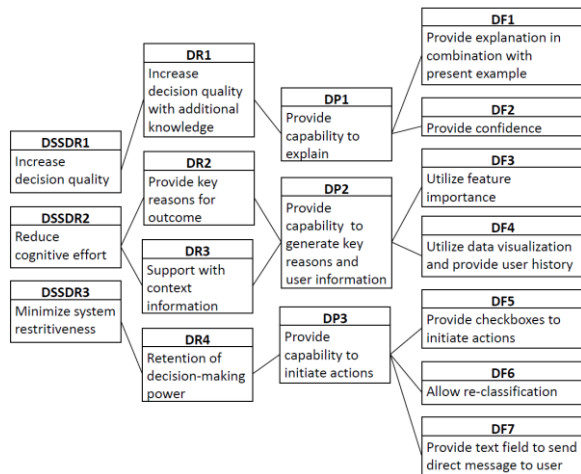 DSSDR1
Increase
decision quality
DSSDR2
Reduce
cognitive effort
DSSDR3
Minimize system
restritiveness
DR1
Increase
decision quality
with additional
knowledge
DR2
Provide key
reasons for
outcome
DR3
Support with
context
information
DR4
Retention of
decision-making
power
DP1
Provide
capability to
explain
DP2
Provide
capability to
generate key
reasons and
user information
DP3
Provide
capability to
initiate actions
DF1
Provide explanation in
combination with
present example
DF2
Provide confidence
DF3
Utilize feature
importance
DF4
Utilize data visualization
and provide user history
DF5
Provide checkboxes to
initiate actions
DF6
Allow re-classification
DF7
Provide text field to send
direct message to user